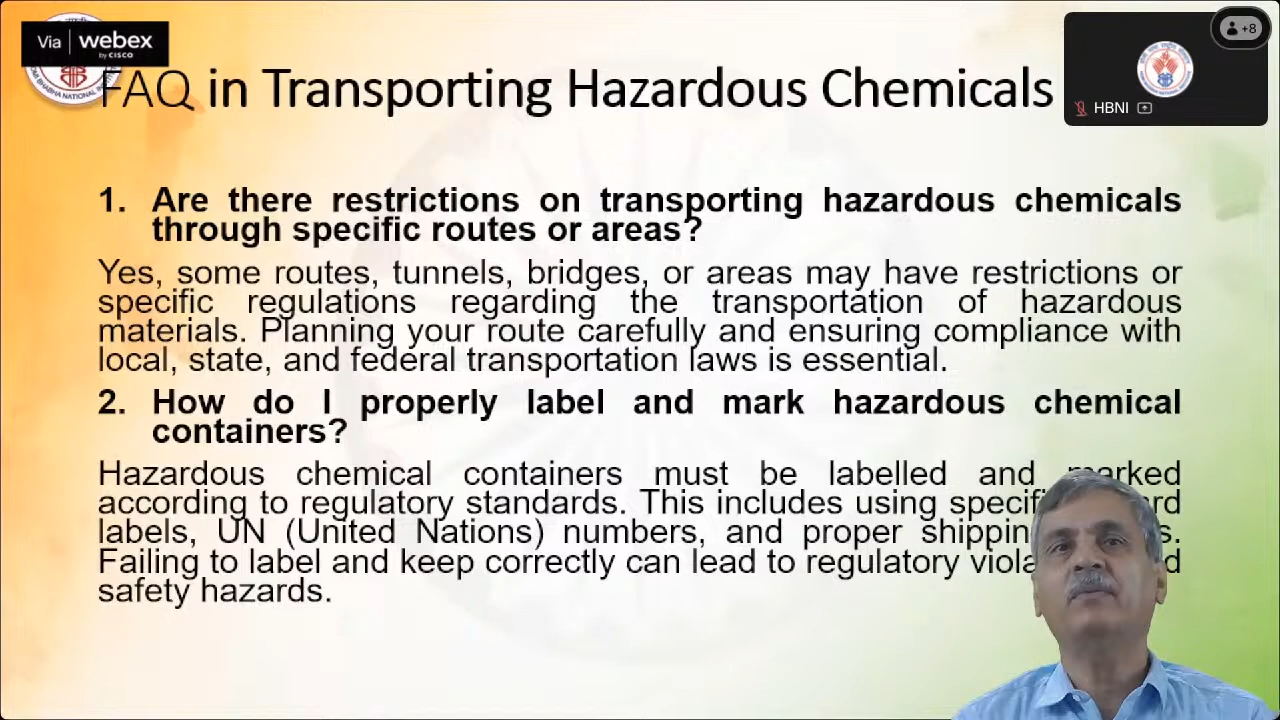 Via webex
by CISCO
+8
HBNI
FAQ in Transporting Hazardous Chemicals
1. Are there restrictions on transporting hazardous chemicals
through specific routes or areas?
Yes, some routes, tunnels, bridges, or areas may have restrictions or
specific regulations regarding the transportation of hazardous
materials. Planning your route carefully and ensuring compliance with
local, state, and federal transportation laws is essential.
2. How do I properly label and mark hazardous chemical
containers?
Hazardous chemical containers must be labelled and marked
according to regulatory standards. This includes using
labels, UN (United Nations) numbers, and proper
Failing to label and keep correctly can lead to regulatory
safety hazards.